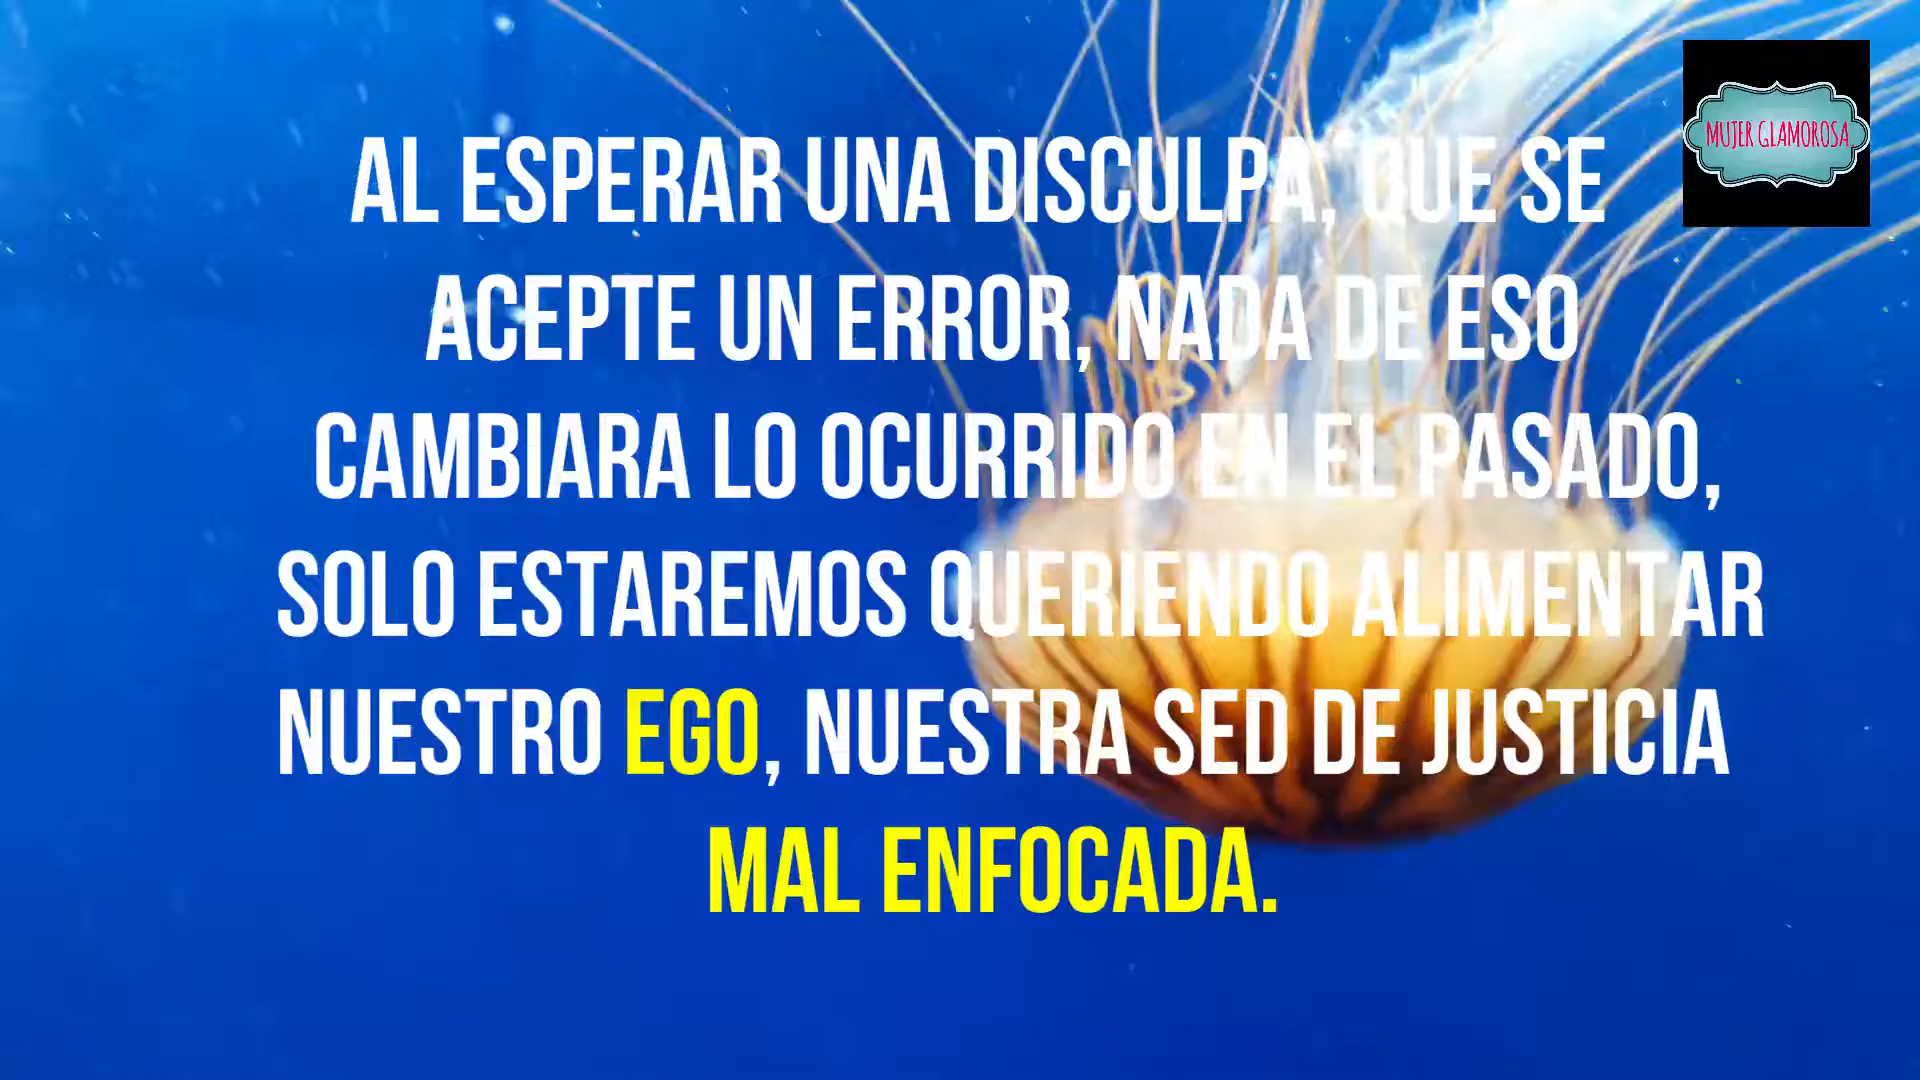 MUJER GLAMOROSA
AL ESPERAR UNA DISCULPA, QUE SE
ACEPTE UN ERROR, NADA DE ESO
CAMBIARA LO OCURRIDO EN EL PASADO,
SOLO ESTAREMOS QUERIENDO ALIMENTAR
NUESTRO EGO, NUESTRA SED DE JUSTICIA
MAL ENFOCADA.